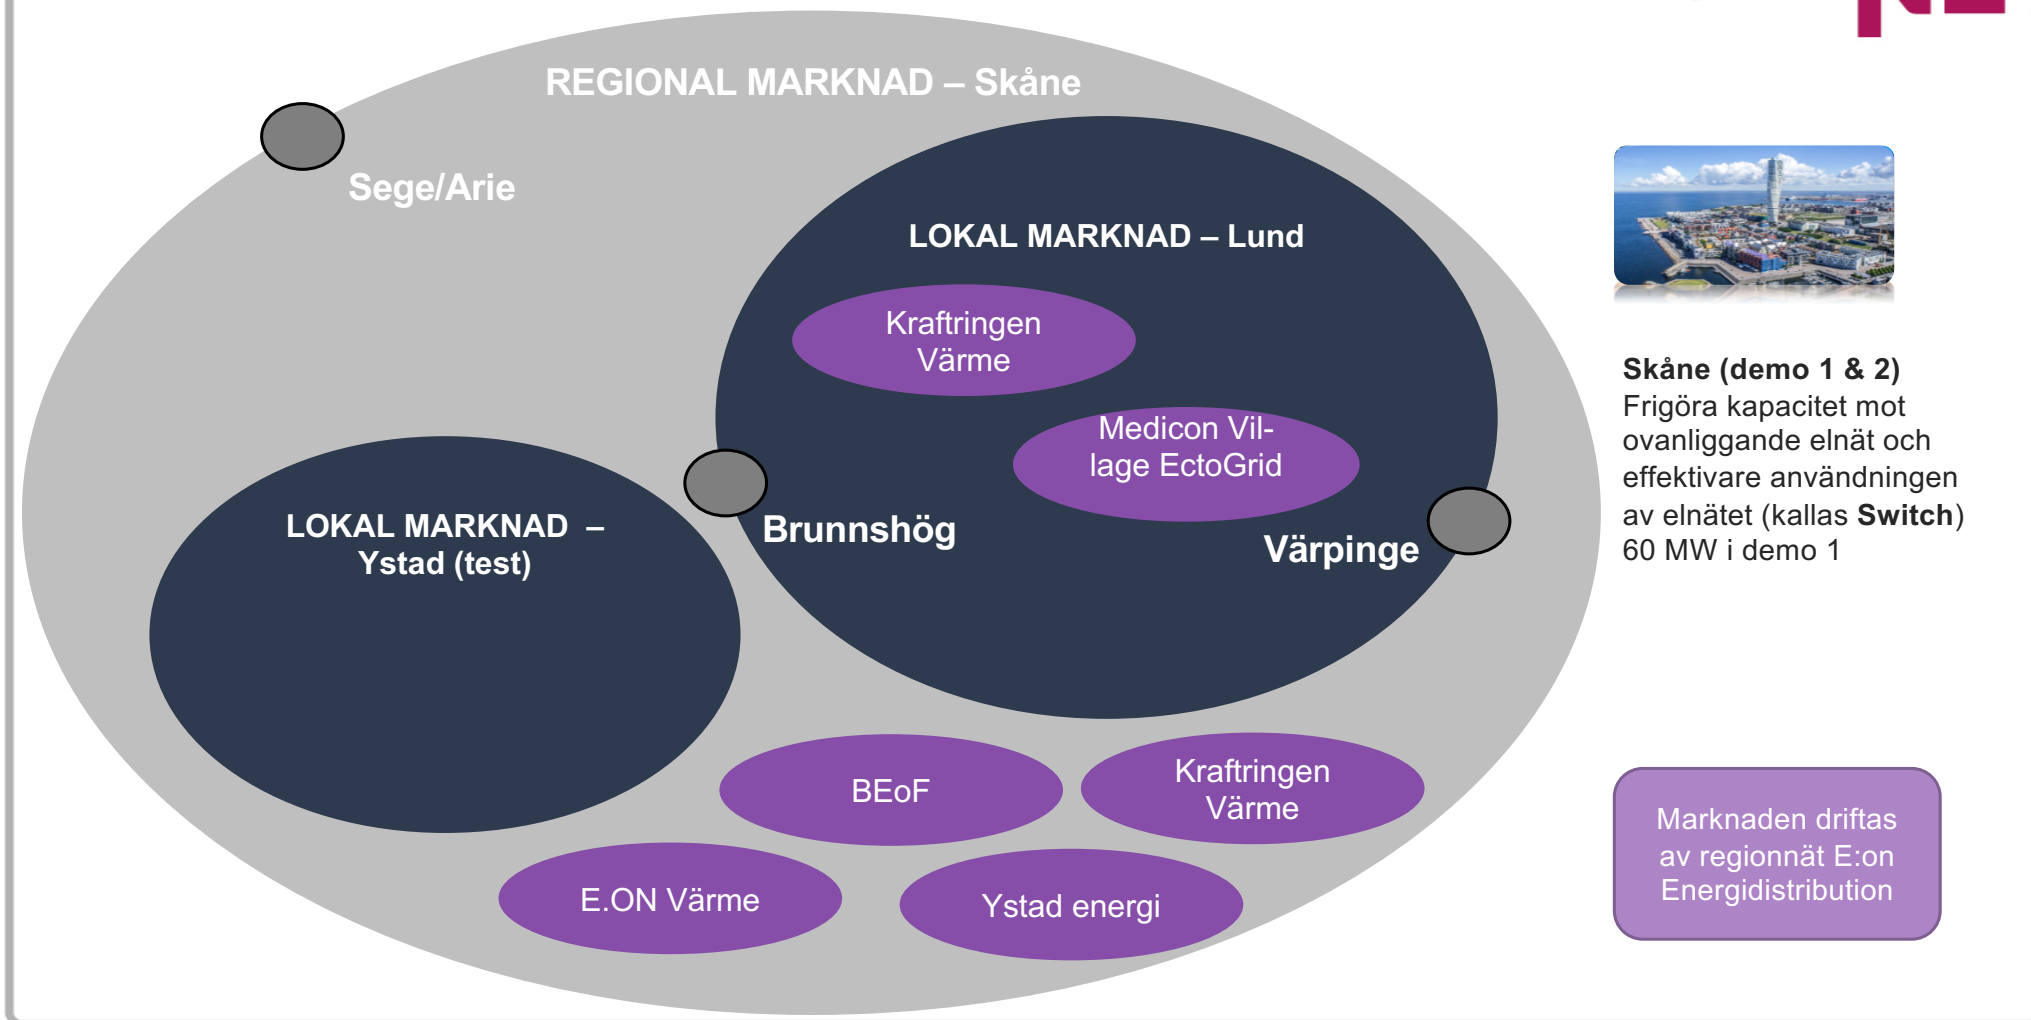 REGIONAL MARKNAD – Skåne
Sege/Arie
LOKAL MARKNAD – Lund
Kraftringen
Värme
Medicon Vil-
lage EctoGrid
Brunnshög
Värpinge
LOKAL MARKNAD –
Ystad (test)
BEoF
Kraftringen
Värme
E.ON Värme
Ystad energi
Skåne (demo 1 & 2)
Frigöra kapacitet mot
ovanliggande elnät och
effektivare användningen
av elnätet (kallas Switch)
60 MW i demo 1
Marknaden driftas
av regionnät E:on
Energidistribution